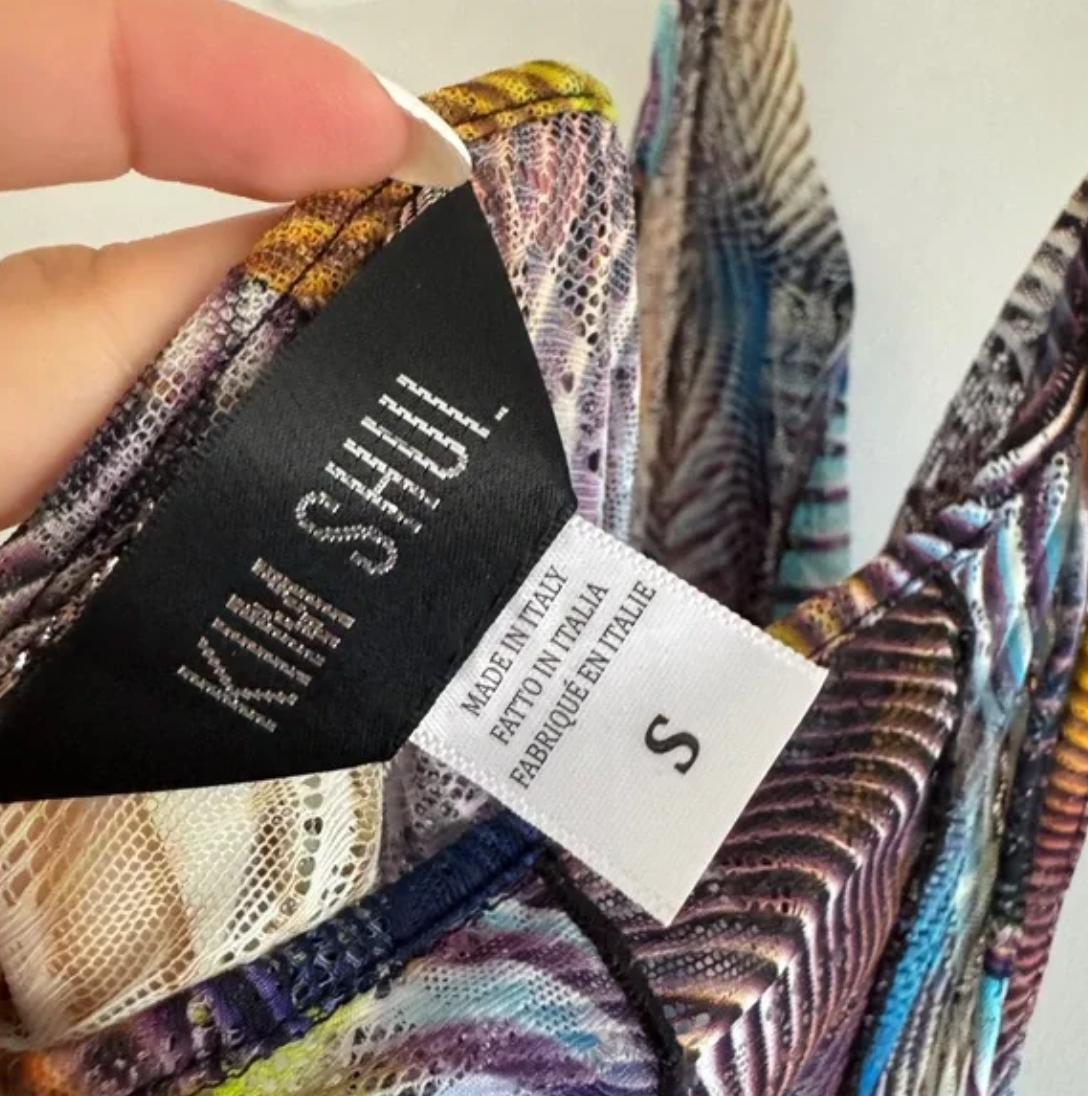 KIM SHUI.
MADE IN ITALY
FATTO IN ITALIA
FABRIQUÉ EN ITALIE
S